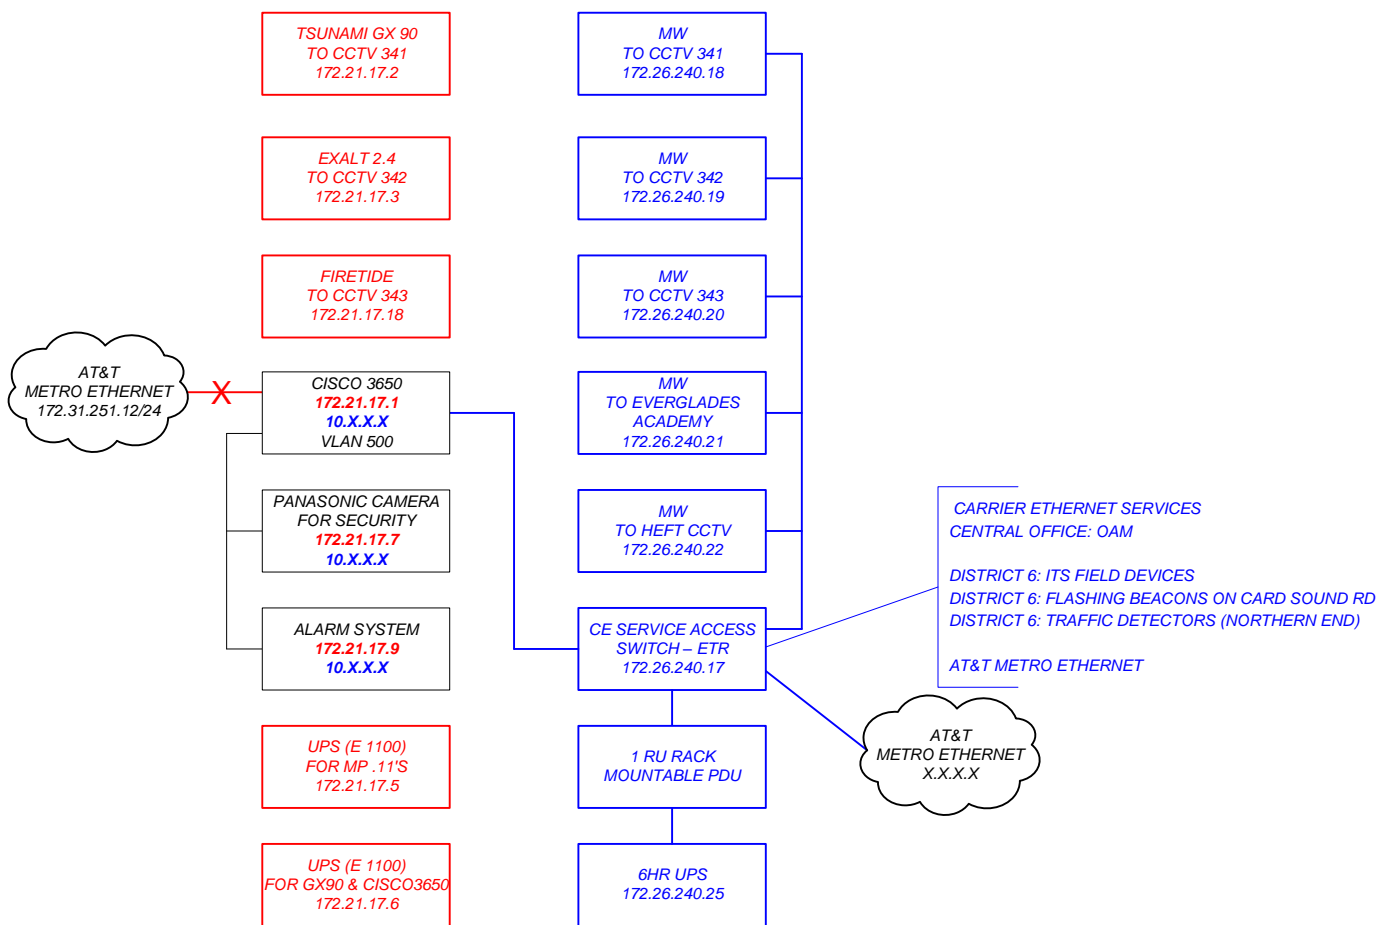 TSUNAMI GX 90
TO CCTV 341
172.21.17.2
MW
TO CCTV 341
172.26.240.18
EXALT 2.4
TO CCTV 342
172.21.17.3
MW
TO CCTV 342
172.26.240.19
FIRETIDE
TO CCTV 343
172.21.17.18
MW
TO CCTV 343
172.26.240.20
AT&T
METRO ETHERNET
172.31.251.12/24
X
CISCO 3650
172.21.17.1
10.X.X.X
VLAN 500
MW
TO EVERGLADES
ACADEMY
172.26.240.21
PANASONIC CAMERA
FOR SECURITY
172.21.17.7
10.X.X.X
MW
TO HEFT CCTV
172.26.240.22
CARRIER ETHERNET SERVICES
CENTRAL OFFICE: OAM
DISTRICT 6: ITS FIELD DEVICES
DISTRICT 6: FLASHING BEACONS ON CARD SOUND RD
DISTRICT 6: TRAFFIC DETECTORS (NORTHERN END)
AT&T METRO ETHERNET
ALARM SYSTEM
172.21.17.9
10.X.X.X
CE SERVICE ACCESS
SWITCH – ETR
172.26.240.17
AT&T
METRO ETHERNET
X.X.X.X
UPS (E 1100)
FOR MP .11'S
172.21.17.5
1 RU RACK
MOUNTABLE PDU
UPS (E 1100)
FOR GX90 & CISCO3650
172.21.17.6
6HR UPS
172.26.240.25